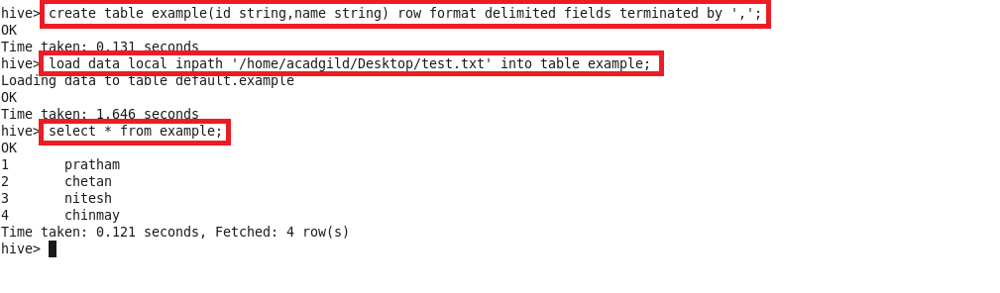 hive> create table example(id string,name string) row format delimited fields terminated by ',';
OK
Time taken: 0.131 seconds
hive> load data local inpath '/home/acadgild/Desktop/test.txt' into table example;
Loading data to table default.example
OK
Time taken: 1.646 seconds
hive> select * from example;
OK
1       pratham
2       chetan
3       nitesh
4       chinmay
Time taken: 0.121 seconds, Fetched: 4 row(s)
hive>